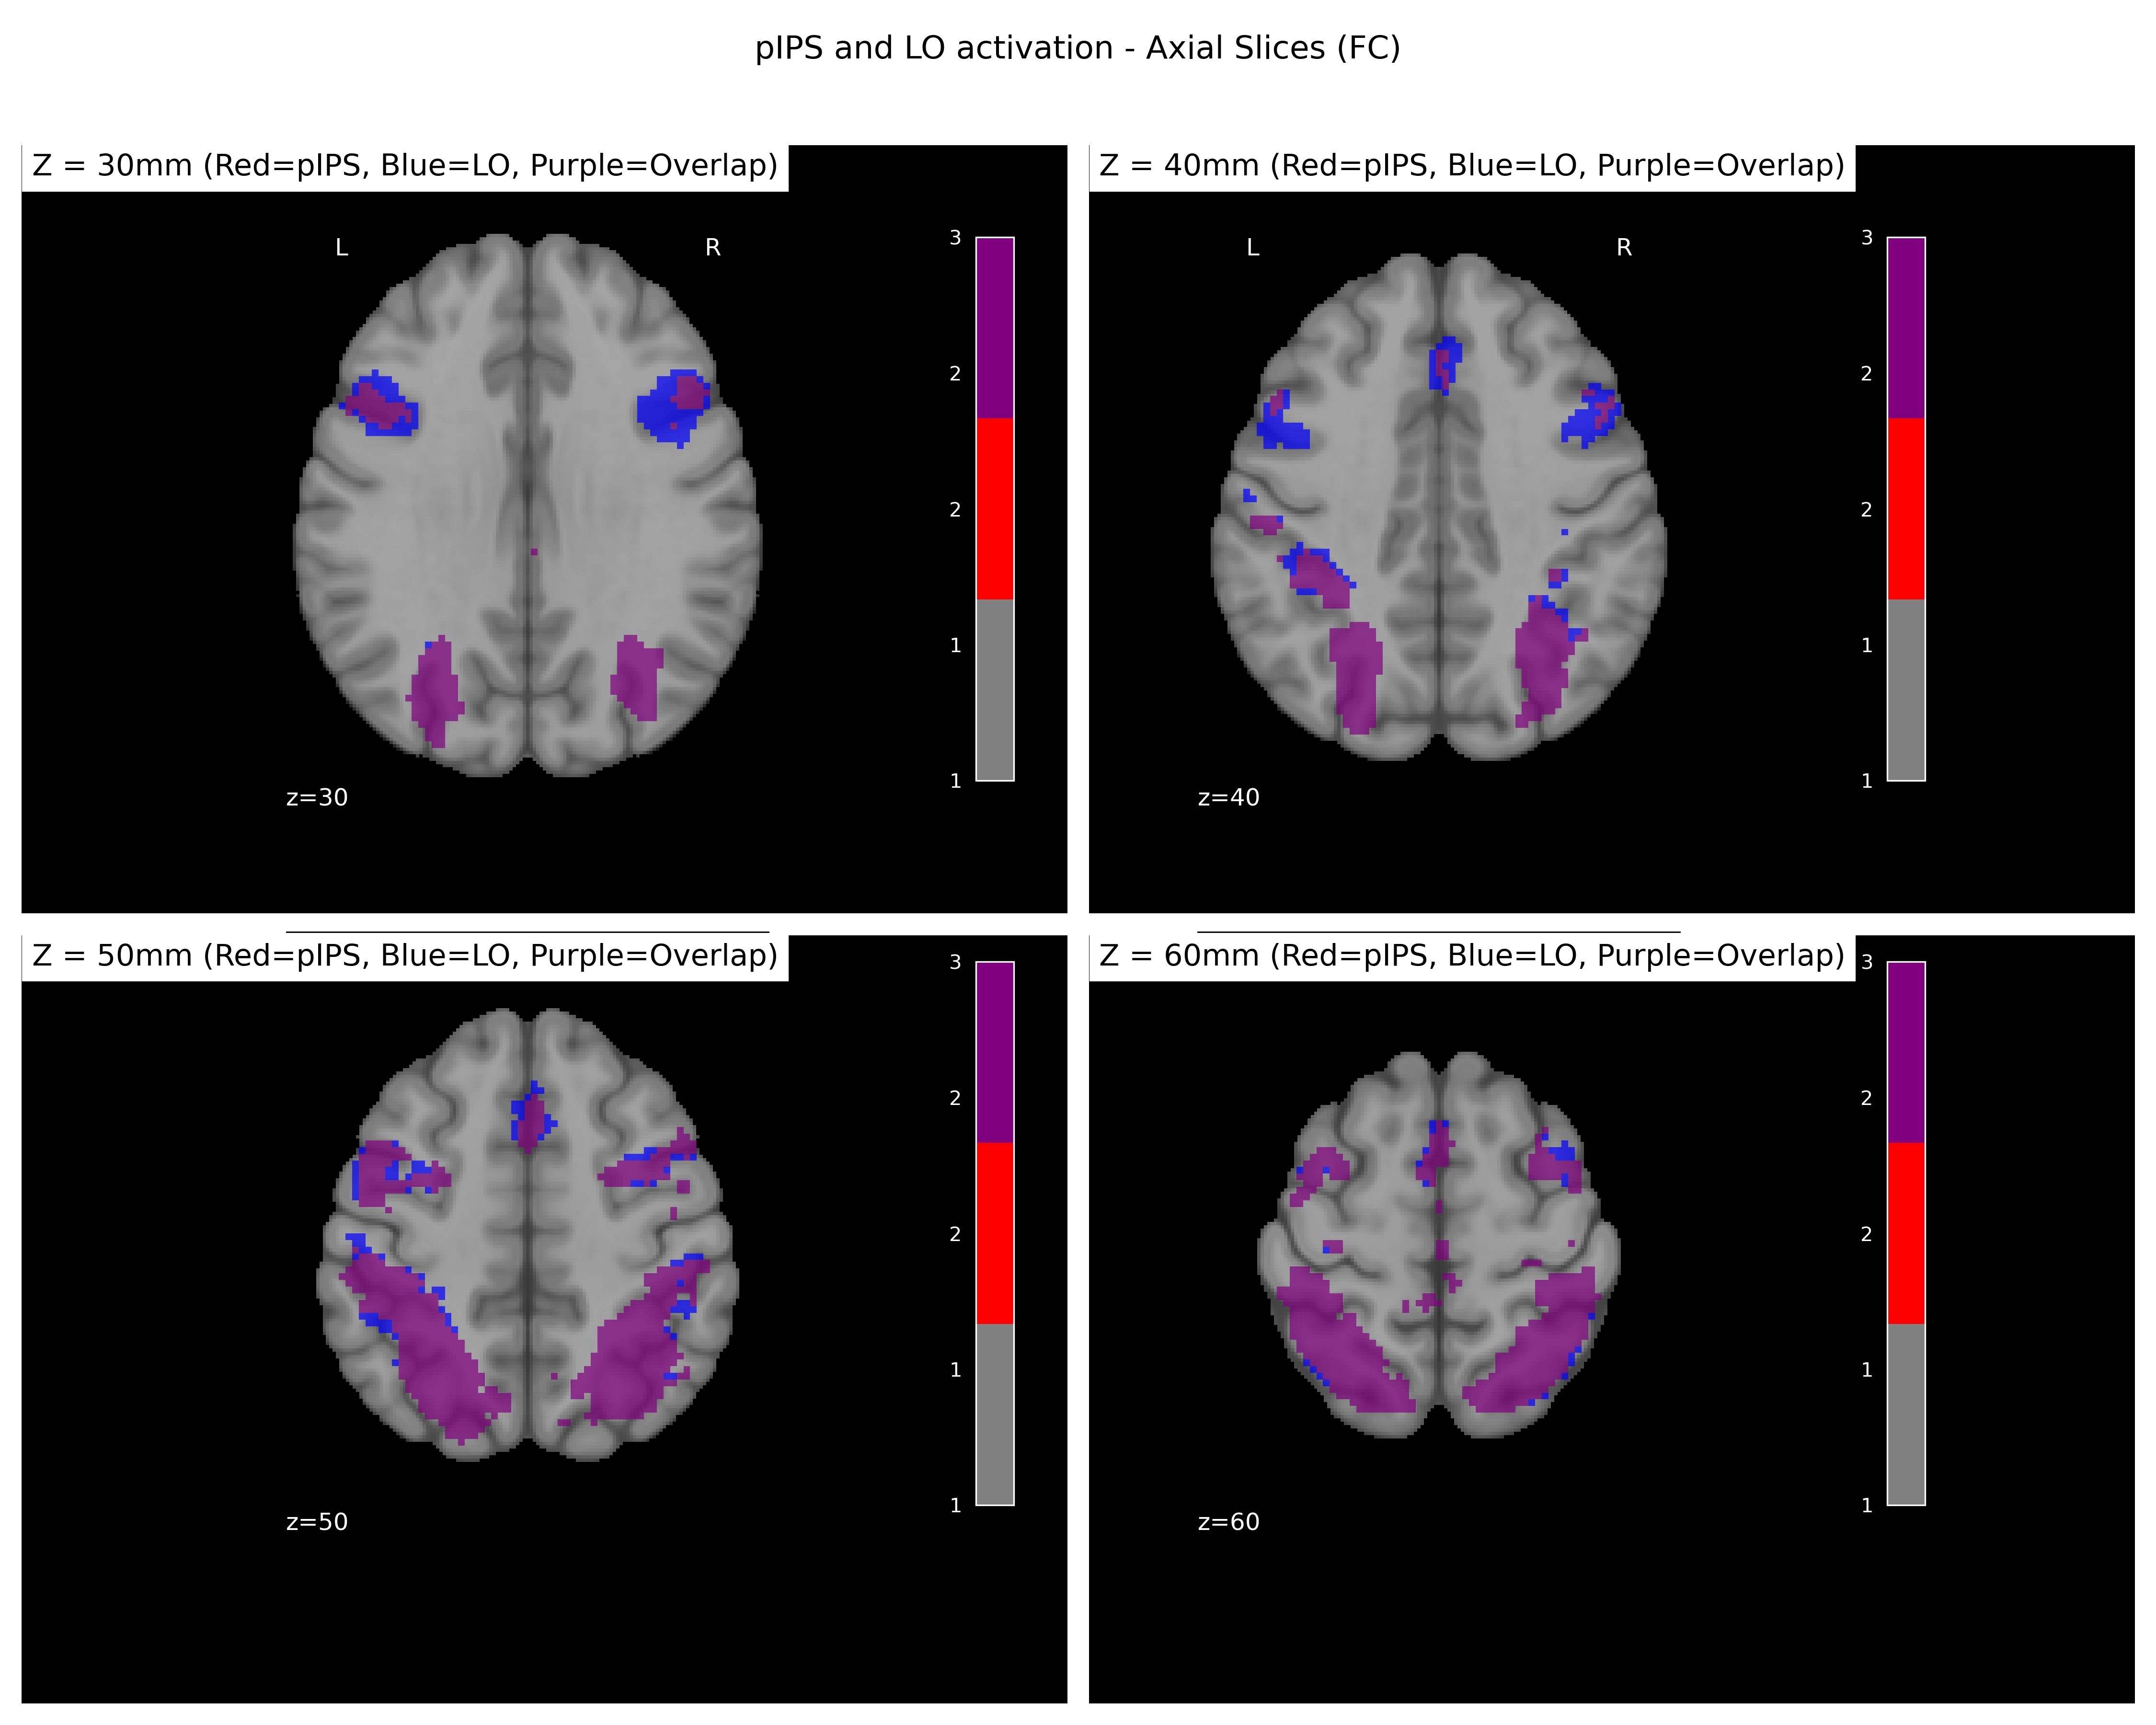 pIPS and LO activation - Axial Slices (FC)
Z = 30mm (Red=pIPS, Blue=LO, Purple=Overlap)
L
R
3
2
2
1
1
z=30
Z = 40mm (Red=pIPS, Blue=LO, Purple=Overlap)
L
R
3
2
2
1
1
z=40
Z = 50mm (Red=pIPS, Blue=LO, Purple=Overlap)
3
2
2
1
1
z=50
Z = 60mm (Red=pIPS, Blue=LO, Purple=Overlap)
3
2
2
1
1
z=60